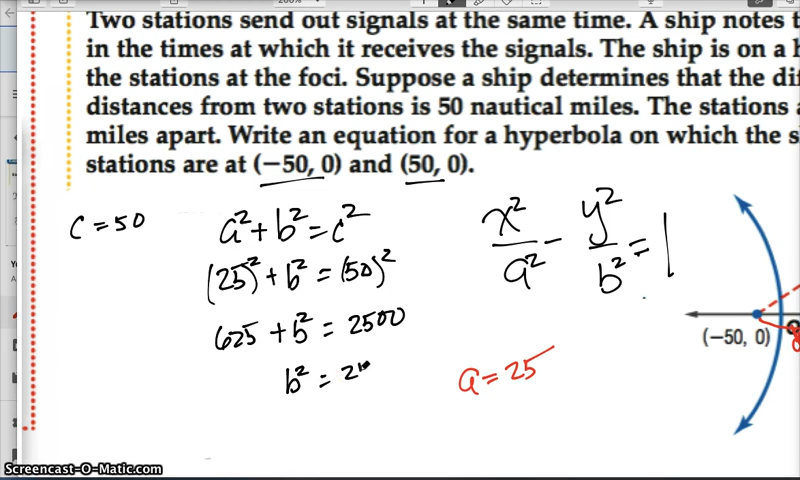 Two stations send out signals at the same time. A ship notes t
in the times at which it receives the signals. The ship is on a h
the stations at the foci. Suppose a ship determines that the dif
distances from two stations is 50 nautical miles. The stations a
miles apart. Write an equation for a hyperbola on which the s
stations are at (−50, 0) and (50, 0).
C = 50
a² + b² = c²
x²/a² − y²/b² = 1
(25)² + b² = (50)²
625 + b² = 2500
b² = 2
a = 25
(−50, 0)
Screencast-O-Matic.com